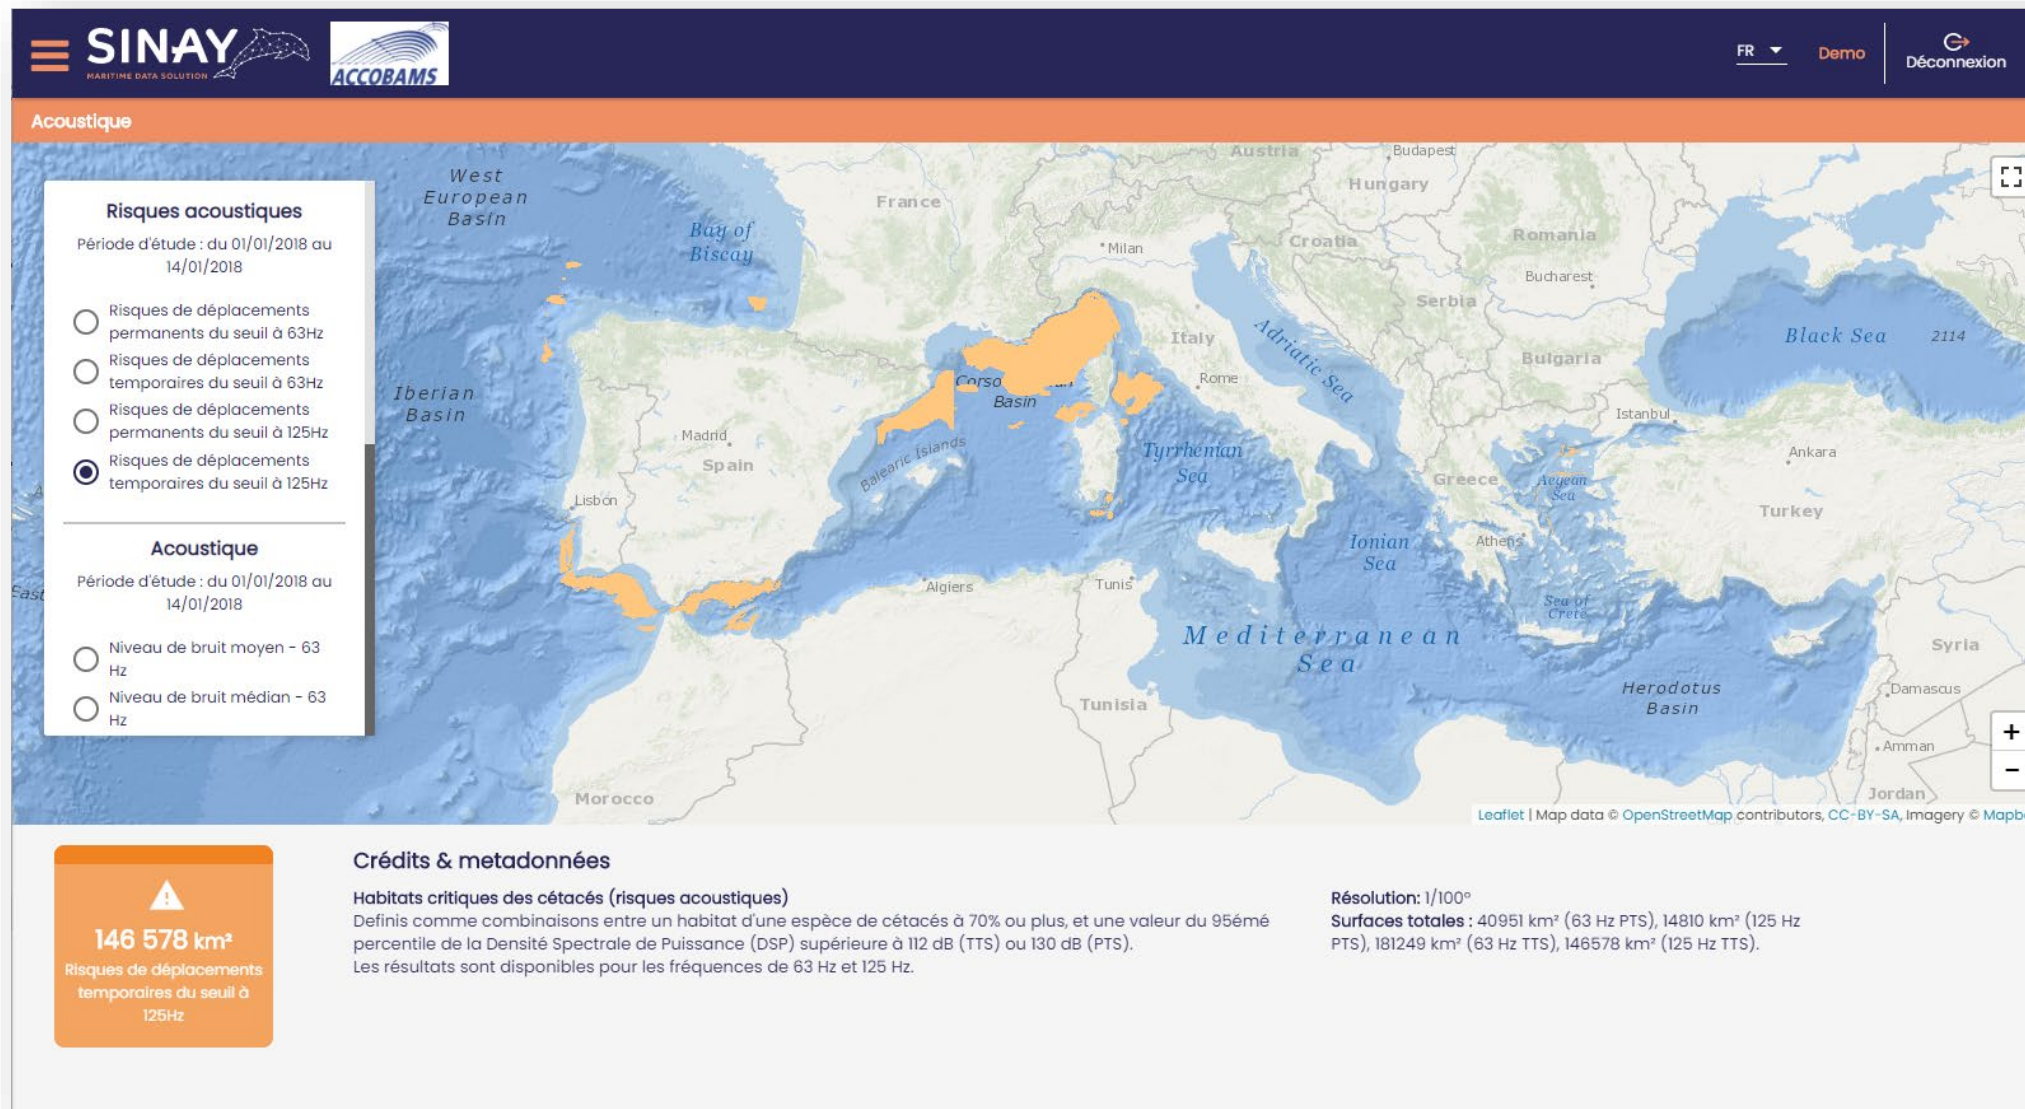 SINAY
MARITIME DATA SOLUTION
ACCOBAMS
FR
Demo
Déconnexion
Acoustique
Risques acoustiques
Période d'étude : du 01/01/2018 au
14/01/2018
Risques de déplacements
permanents du seuil à 63Hz
Risques de déplacements
temporaires du seuil à 63Hz
Risques de déplacements
permanents du seuil à 125Hz
Risques de déplacements
temporaires du seuil à 125Hz
Acoustique
Période d'étude : du 01/01/2018 au
14/01/2018
Niveau de bruit moyen - 63
Hz
Niveau de bruit médian - 63
Hz
West
European
Basin
Bay of
Biscay
France
Austria
Budapest
Hungary
Milan
Croatia
Romania
Bucharest
Serbia
Italy
Adriatic Sea
Black Sea
2114
Bulgaria
Iberian
Basin
Corso
Basin
Rome
Istanbul
Madrid
Spain
Balearic Islands
Tyrrhenian
Sea
Greece
Aegean
Sea
Ankara
Turkey
Lisbon
Ionian
Sea
Athens
East
Algiers
Tunis
Sea of
Crete
Mediterranean
Sea
Syria
Herodotus
Basin
Damascus
Tunisia
Amman
Morocco
Jordan
+
−
Leaflet | Map data © OpenStreetMap contributors, CC-BY-SA, Imagery ©
146 578 km²
Risques de déplacements
temporaires du seuil à
125Hz
Crédits & metadonnées
Habitats critiques des cétacés (risques acoustiques)
Definis comme combinaisons entre un habitat d'une espèce de cétacés à 70% ou plus, et une valeur du 95émé
percentile de la Densité Spectrale de Puissance (DSP) supérieure à 112 dB (TTS) ou 130 dB (PTS).
Les résultats sont disponibles pour les fréquences de 63 Hz et 125 Hz.
Résolution: 1/100°
Surfaces totales : 40951 km² (63 Hz PTS), 14810 km² (125 Hz
PTS), 181249 km² (63 Hz TTS), 146578 km² (125 Hz TTS).